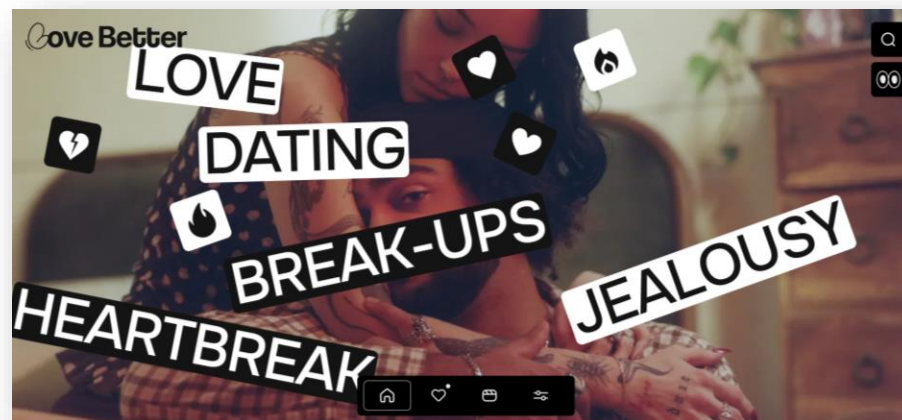 Love Better
LOVE
DATING
BREAK-UPS
JEALOUSY
HEARTBREAK